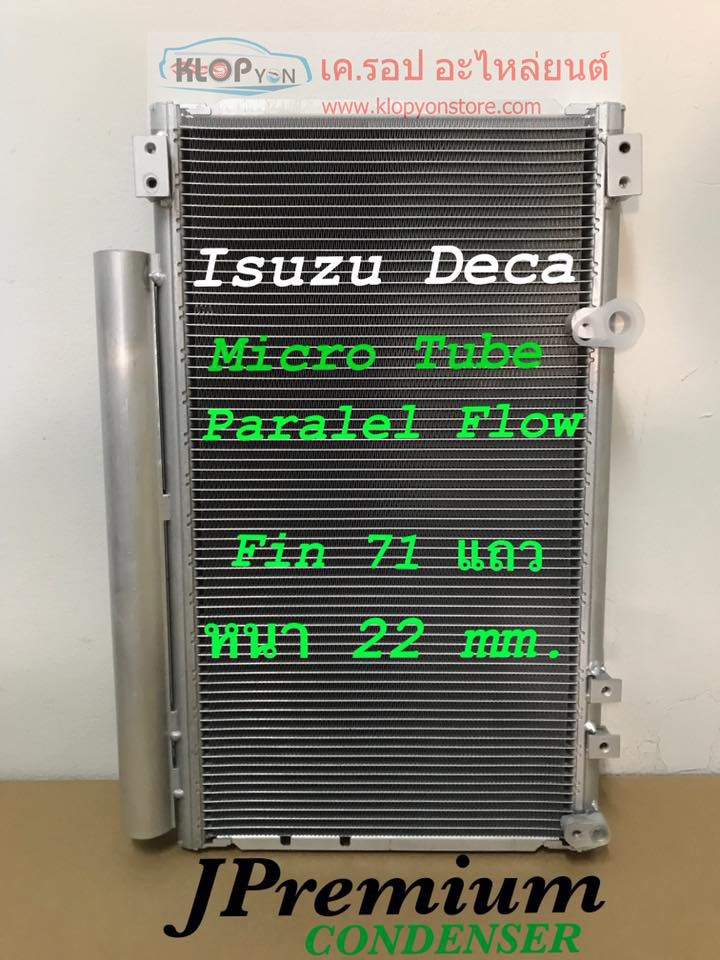 KLOPYON เค.รอป อะไหล่ยนต์
www.klopyonstore.com
Isuzu Deca
Micro Tube
Paralel Flow
Fin 71 แถว
หนา 22 mm.
JPremium
CONDENSER